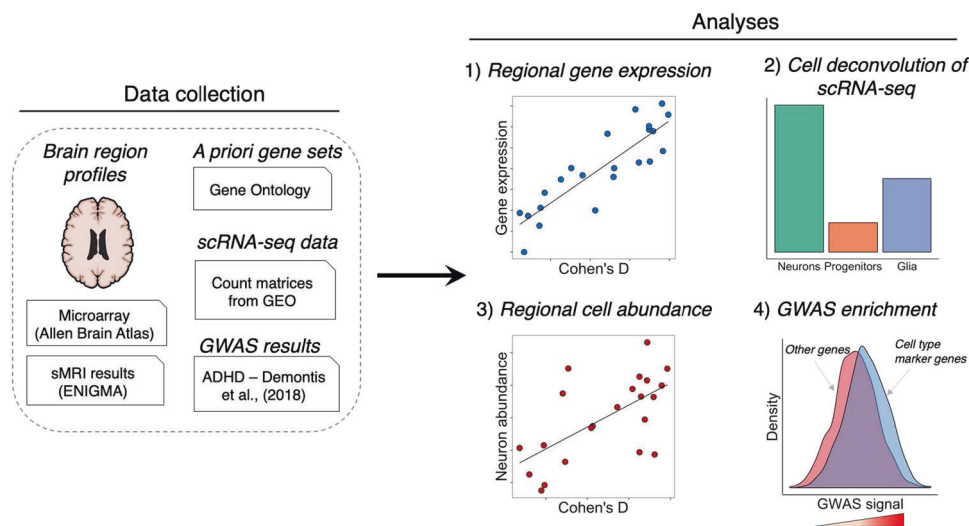 Data collection
Brain region
profiles
Microarray
(Allen Brain Atlas)
sMRI results
(ENIGMA)
A priori gene sets
Gene Ontology
scRNA-seq data
Count matrices
from GEO
GWAS results
ADHD – Demontis
et al., (2018)
Analyses
1) Regional gene expression
Gene expression
Cohen's D
2) Cell deconvolution of
scRNA-seq
Neurons Progenitors Glia
3) Regional cell abundance
Neuron abundance
Cohen's D
4) GWAS enrichment
Other genes
Cell type
marker genes
Density
GWAS signal